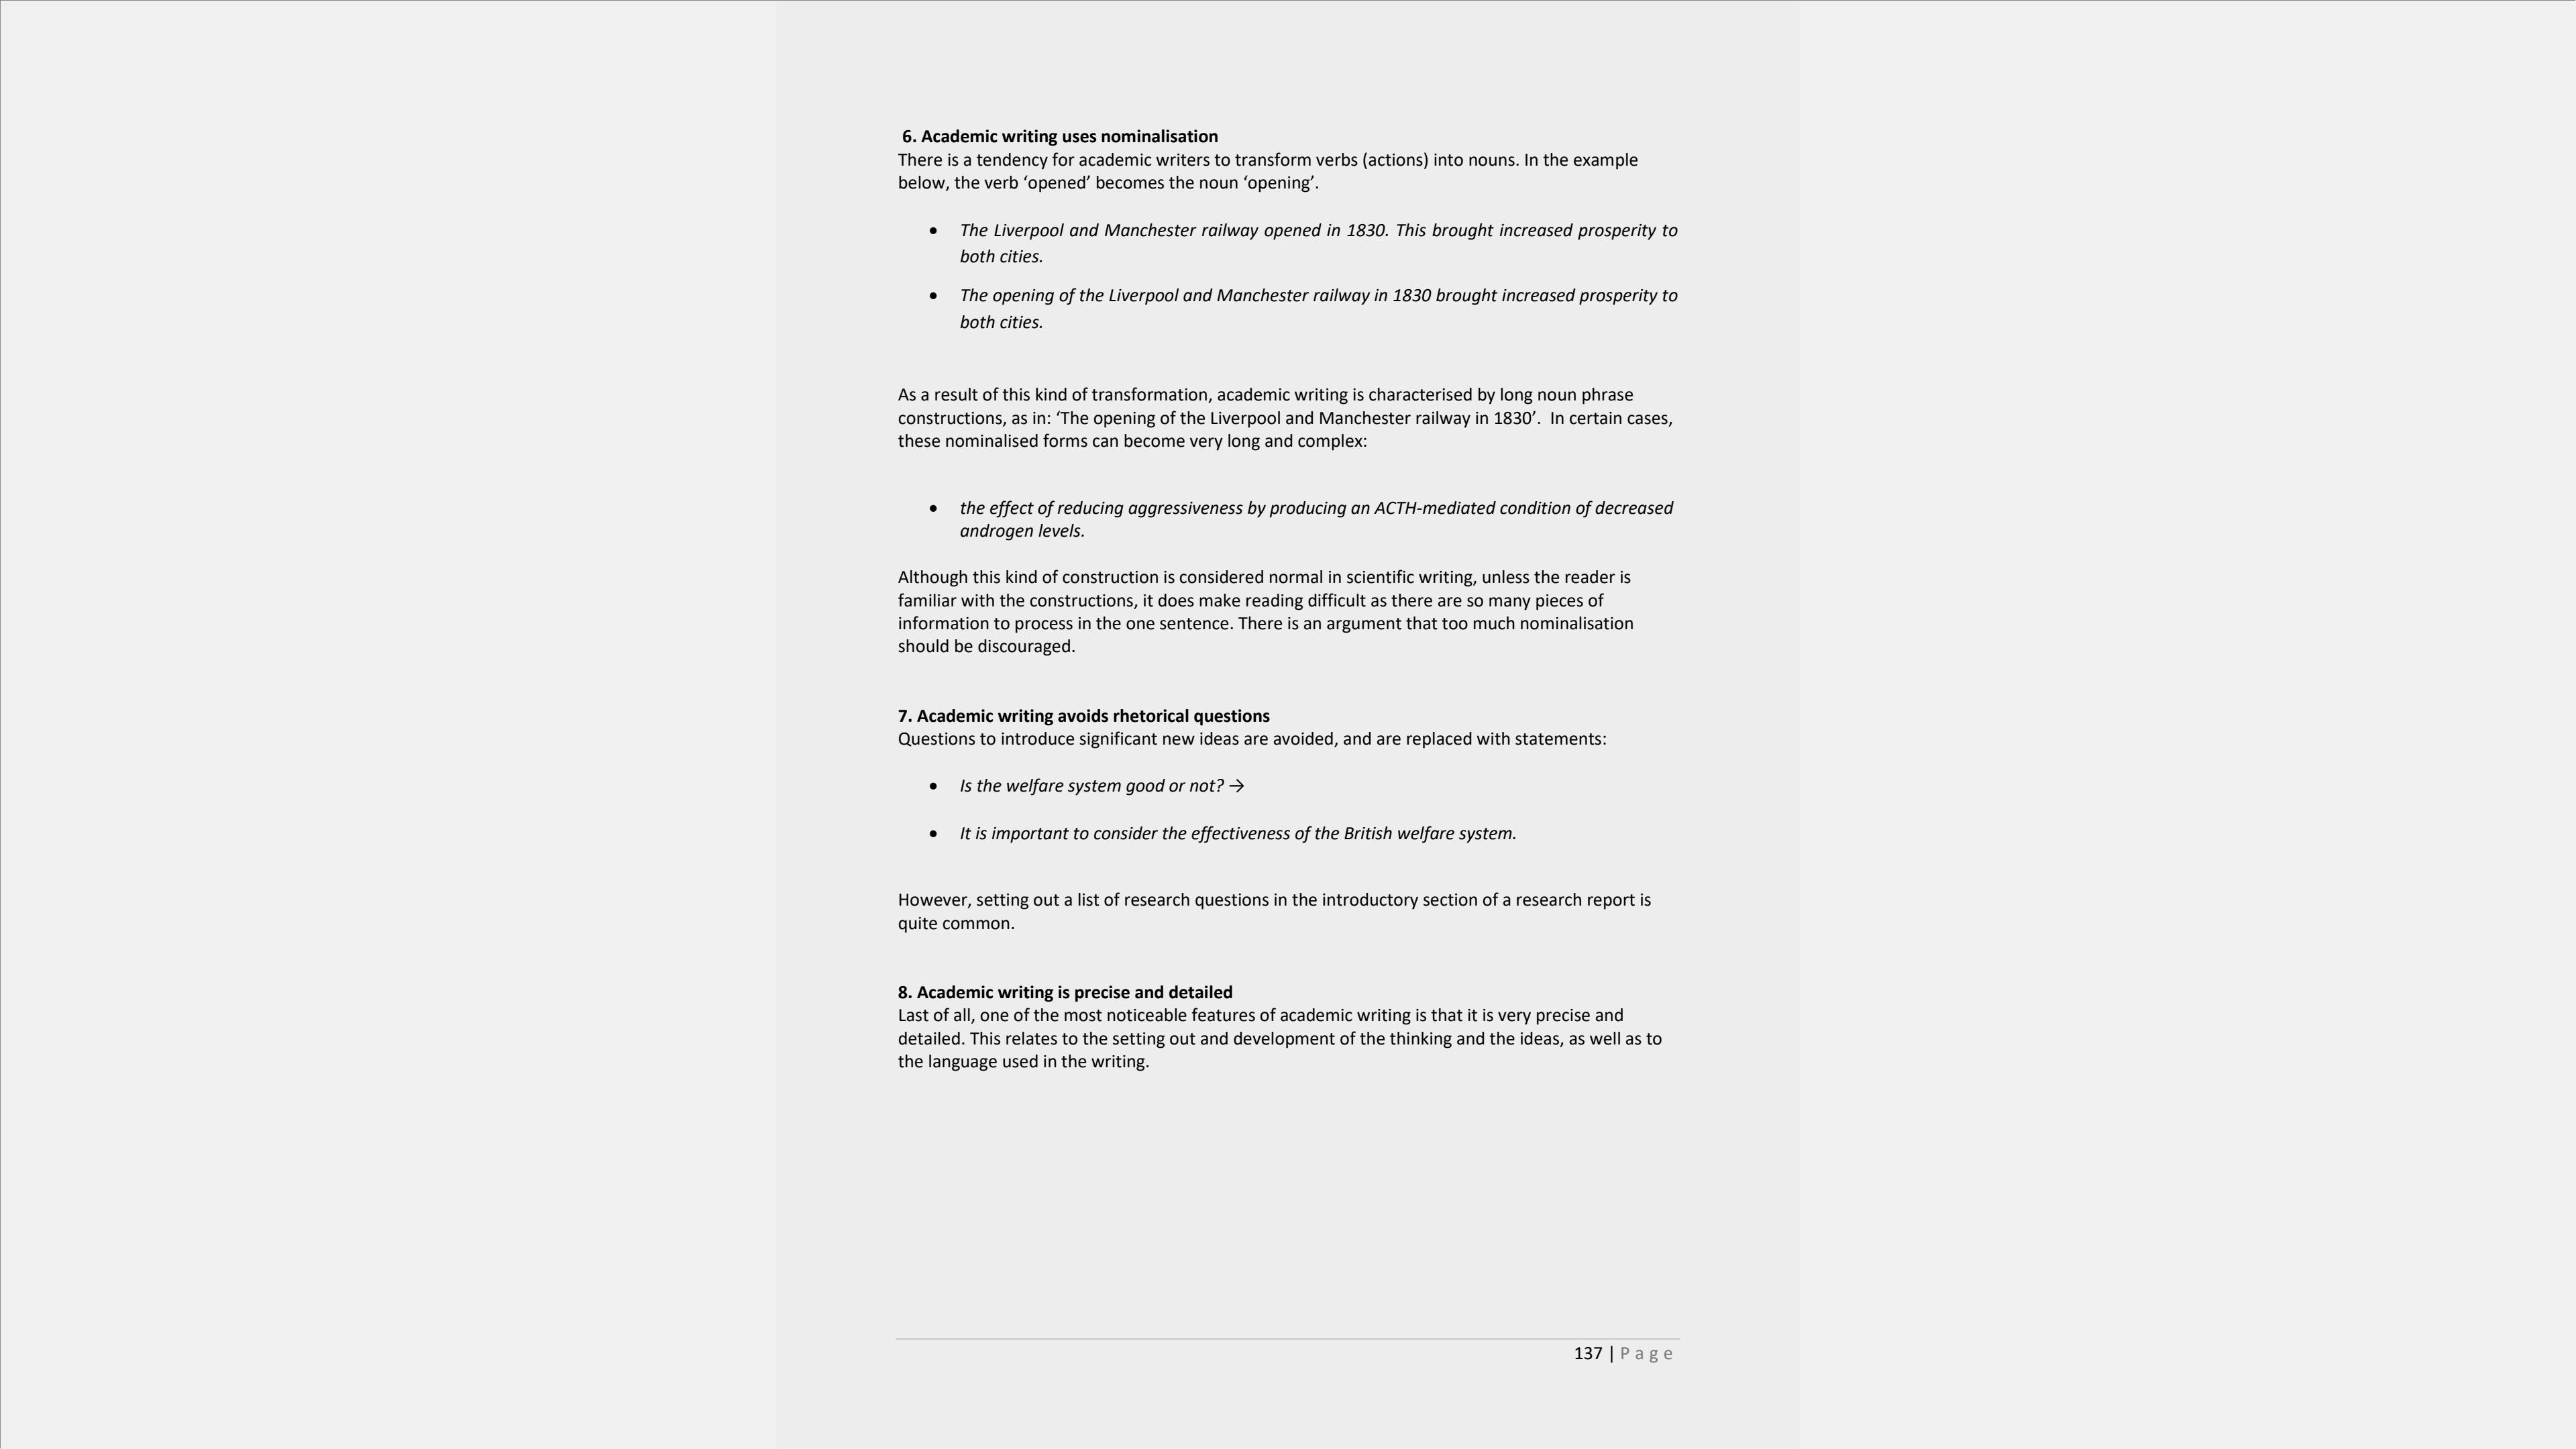 6. Academic writing uses nominalisation
There is a tendency for academic writers to transform verbs (actions) into nouns. In the example
below, the verb ‘opened’ becomes the noun ‘opening’.
• The Liverpool and Manchester railway opened in 1830. This brought increased prosperity to
both cities.
• The opening of the Liverpool and Manchester railway in 1830 brought increased prosperity to
both cities.
As a result of this kind of transformation, academic writing is characterised by long noun phrase
constructions, as in: ‘The opening of the Liverpool and Manchester railway in 1830’.  In certain cases,
these nominalised forms can become very long and complex:
• the effect of reducing aggressiveness by producing an ACTH-mediated condition of decreased
androgen levels.
Although this kind of construction is considered normal in scientific writing, unless the reader is
familiar with the constructions, it does make reading difficult as there are so many pieces of
information to process in the one sentence. There is an argument that too much nominalisation
should be discouraged.
7. Academic writing avoids rhetorical questions
Questions to introduce significant new ideas are avoided, and are replaced with statements:
• Is the welfare system good or not? →
• It is important to consider the effectiveness of the British welfare system.
However, setting out a list of research questions in the introductory section of a research report is
quite common.
8. Academic writing is precise and detailed
Last of all, one of the most noticeable features of academic writing is that it is very precise and
detailed. This relates to the setting out and development of the thinking and the ideas, as well as to
the language used in the writing.
137 | Page